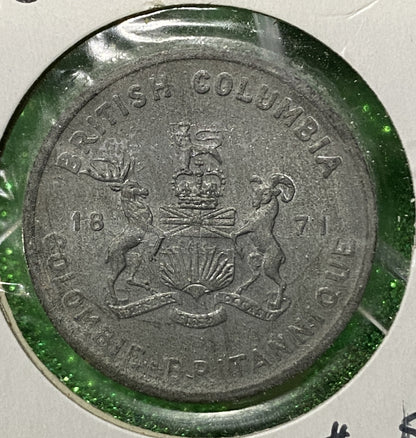 BRITISH COLUMBIA
18 71
COLOMBIE-BRITANNIQUE